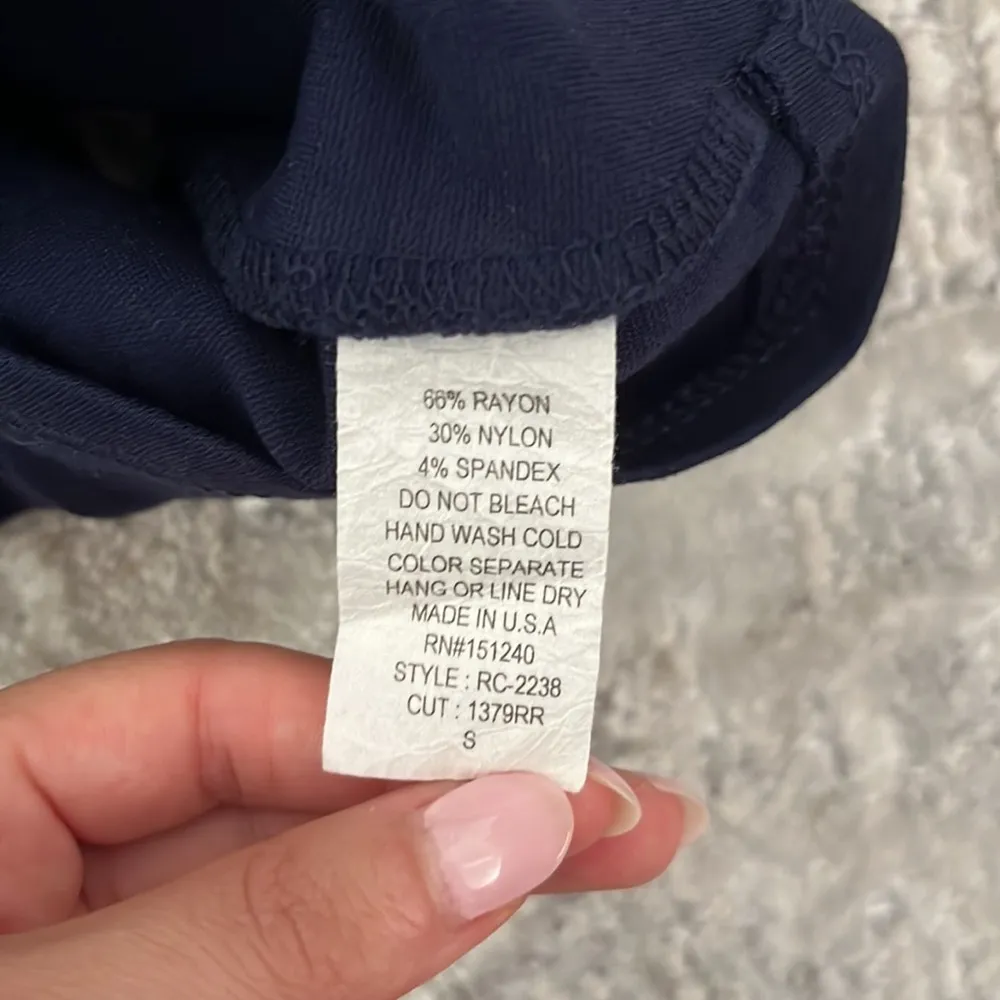 66% RAYON
30% NYLON
4% SPANDEX
DO NOT BLEACH
HAND WASH COLD
COLOR SEPARATE
HANG OR LINE DRY
MADE IN U.S.A
RN#151240
STYLE : RC-2238
CUT : 1379RR
S